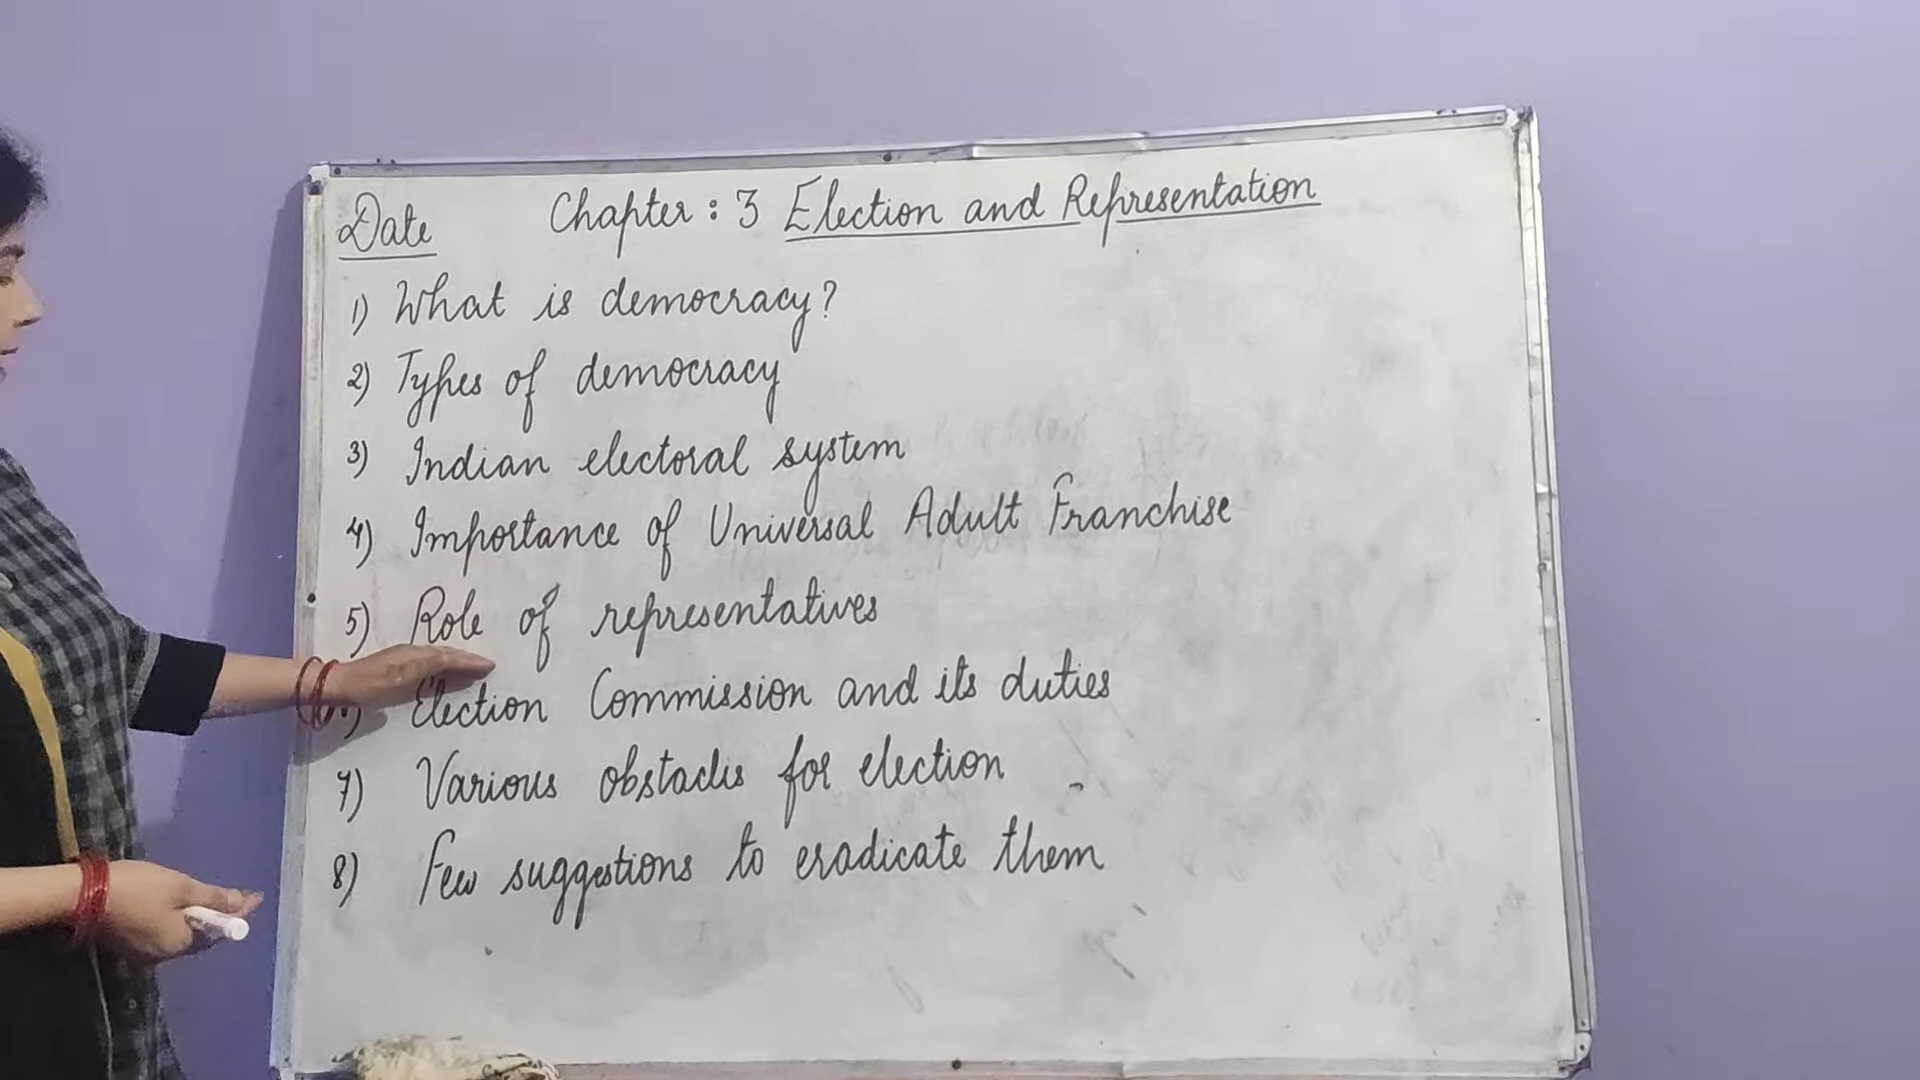 Date Chapter : 3 Election and Representation
1) What is democracy?
2) Types of democracy
3) Indian electoral system
4) Importance of Universal Adult Franchise
5) Role of representatives
Election Commission and its duties
7) Various obstacles for election
8) Few suggestions to eradicate them